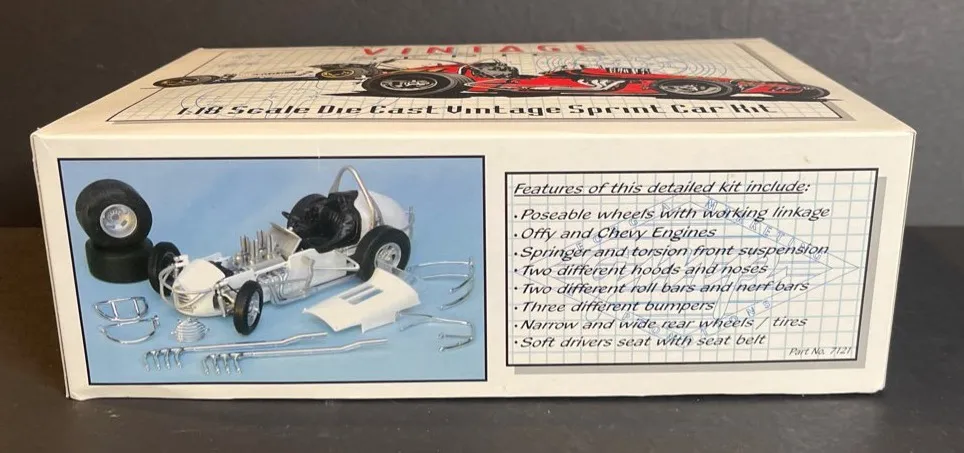 VINTAGE
1:18 Scale Die Cast Vintage Sprint Car Kit
Features of this detailed kit include:
• Poseable wheels with working linkage
• Offy and Chevy Engines
• Springer and torsion front suspension
• Two different hoods and noses
• Two different roll bars and nerf bars
• Three different bumpers
• Narrow and wide rear wheels / tires
• Soft drivers seat with seat belt
Part No. 7121